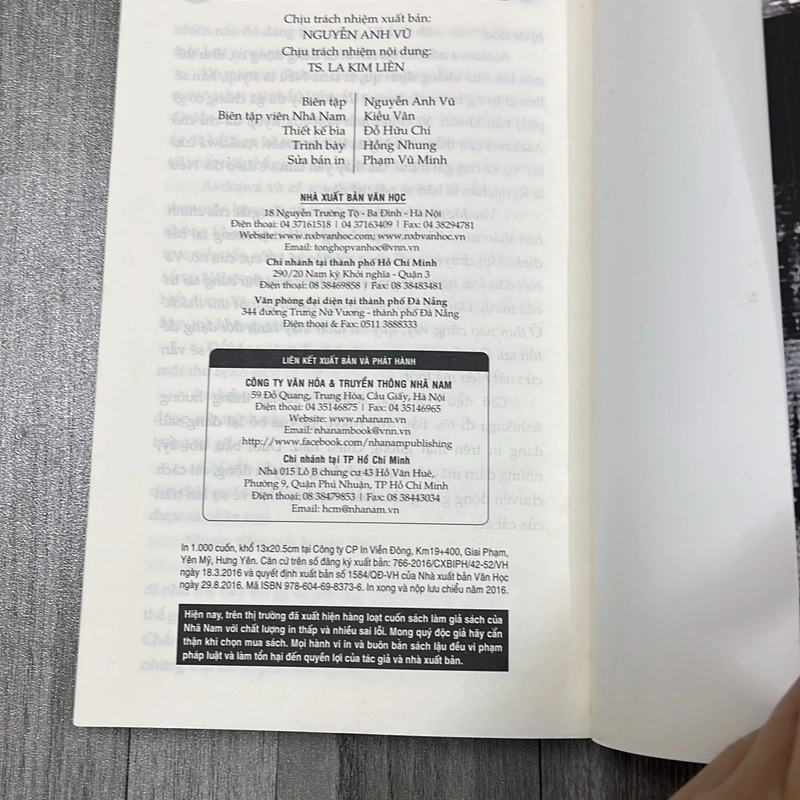 Chịu trách nhiệm xuất bản:
NGUYỄN ANH VŨ
Chịu trách nhiệm nội dung:
TS. LA KIM LIÊN
Biên tập Nguyễn Anh Vũ
Biên tập viên Nhã Nam Kiều Vân
Thiết kế bìa Đỗ Hữu Chí
Trình bày Hồng Nhung
Sửa bản in Phạm Vũ Minh
NHÀ XUẤT BẢN VĂN HỌC
18 Nguyễn Trường Tộ - Ba Đình - Hà Nội
Điện thoại: 04 37161518 | 04 37163409 | Fax: 04 38294781
Website: www.nxbvanhoc.com; www.nxbvanhoc.vn
Email: tonghopvanhoc@vnn.vn
Chi nhánh tại thành phố Hồ Chí Minh
290/20 Nam kỳ Khởi nghĩa - Quận 3
Điện thoại: 08 38469858 | Fax: 08 38483481
Văn phòng đại diện tại thành phố Đà Nẵng
344 đường Trưng Nữ Vương - thành phố Đà Nẵng
Điện thoại & Fax: 0511 3888333
LIÊN KẾT XUẤT BẢN VÀ PHÁT HÀNH
CÔNG TY VĂN HÓA & TRUYỀN THÔNG NHÃ NAM
59 Đỗ Quang, Trung Hòa, Cầu Giấy, Hà Nội
Điện thoại: 04 35146875 | Fax: 04 35146965
Website: www.nhanam.vn
Email: nhanambook@vnn.vn
http://www.facebook.com/nhanampublishing
Chi nhánh tại TP Hồ Chí Minh
Nhà 015 Lô B chung cư 43 Hồ Văn Huê,
Phường 9, Quận Phú Nhuận, TP Hồ Chí Minh
Điện thoại: 08 38479853 | Fax: 08 38443034
Email: hcm@nhanam.vn
In 1.000 cuốn, khổ 13x20.5cm tại Công ty CP In Viễn Đông, Km19+400, Giai Phạm,
Yên Mỹ, Hưng Yên. Căn cứ trên số đăng ký xuất bản: 766-2016/CXBIPH/42-52/VH
ngày 18.3.2016 và quyết định xuất bản số 1584/QĐ-VH của Nhà xuất bản Văn Học
ngày 29.8.2016. Mã ISBN 978-604-69-8373-6. In xong và nộp lưu chiểu năm 2016.
Hiện nay, trên thị trường đã xuất hiện hàng loạt cuốn sách làm giả sách của
Nhã Nam với chất lượng in thấp và nhiều sai lỗi. Mong quý độc giả hãy cẩn
thận khi chọn mua sách. Mọi hành vi in và buôn bán sách lậu đều vi phạm
pháp luật và làm tổn hại đến quyền lợi của tác giả và nhà xuất bản.